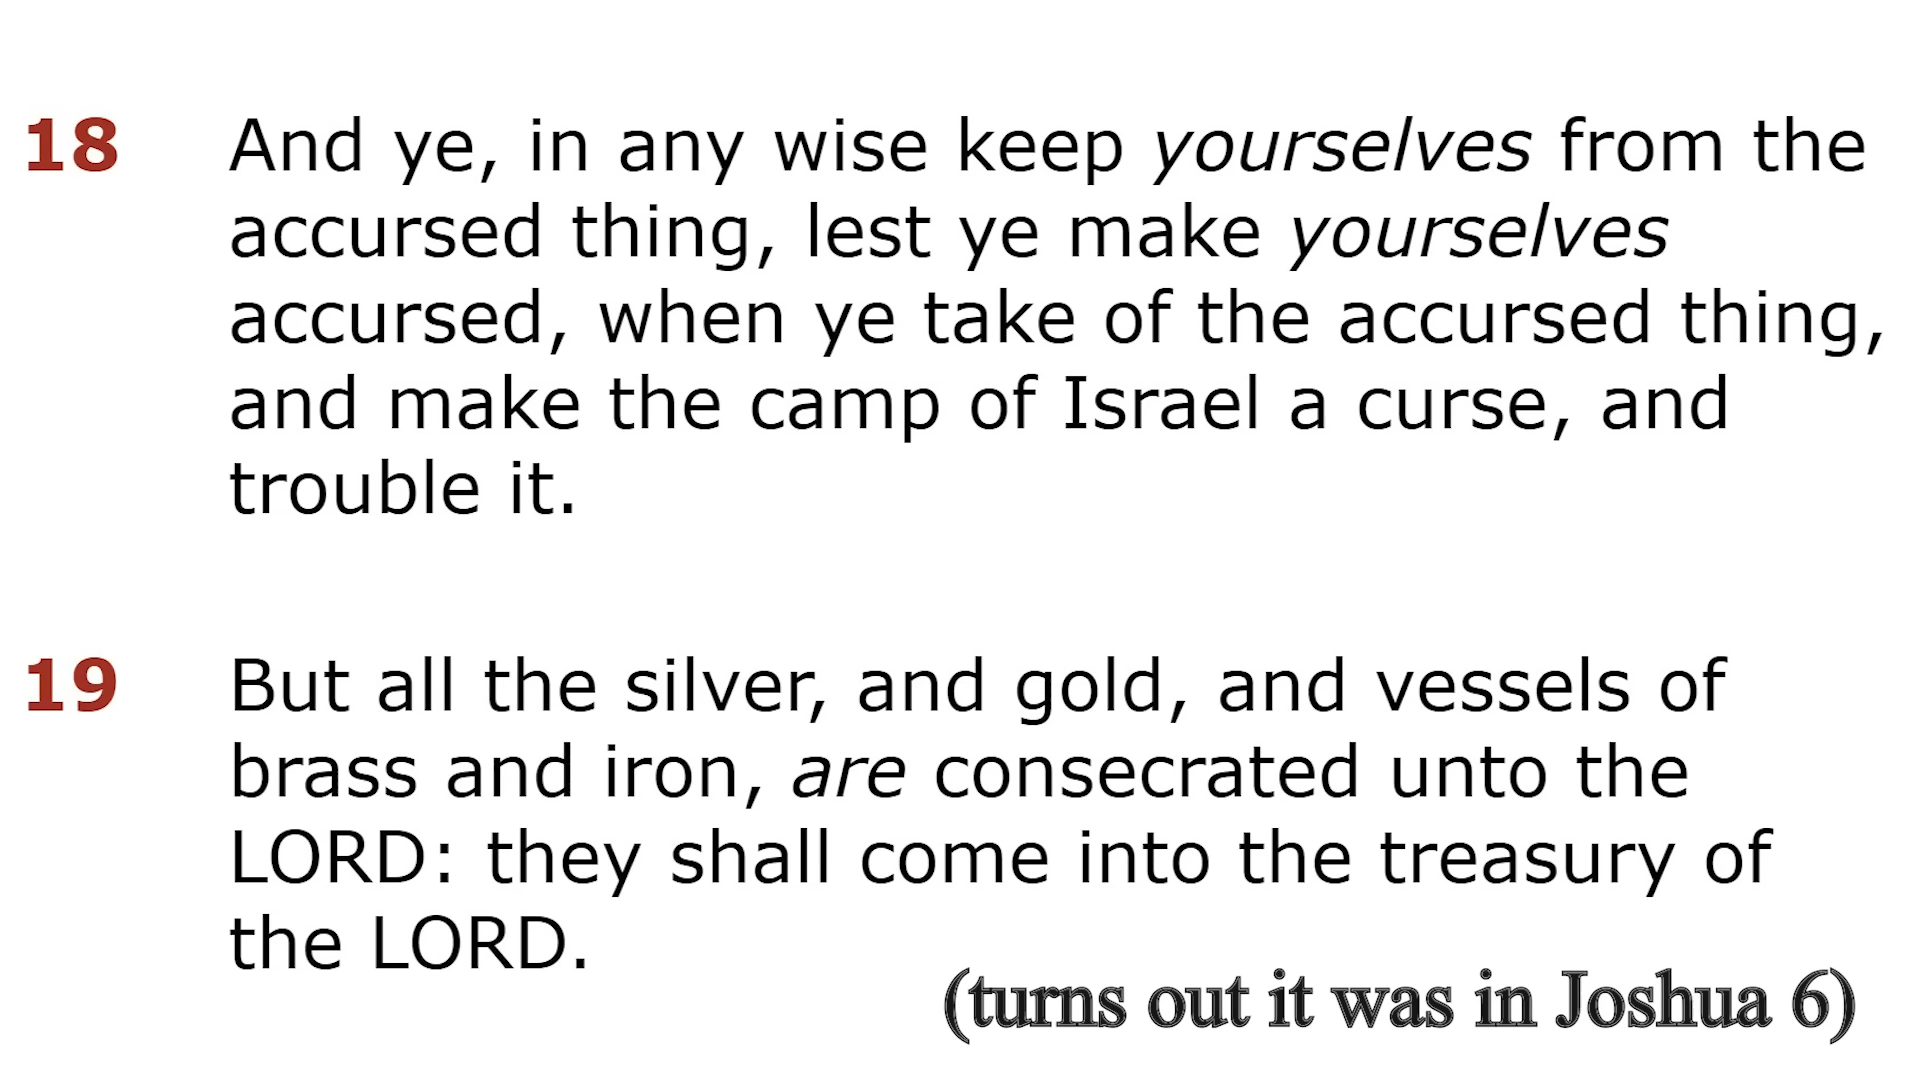 18 And ye, in any wise keep yourselves from the
accursed thing, lest ye make yourselves
accursed, when ye take of the accursed thing,
and make the camp of Israel a curse, and
trouble it.
19 But all the silver, and gold, and vessels of
brass and iron, are consecrated unto the
LORD: they shall come into the treasury of
the LORD.
(turns out it was in Joshua 6)